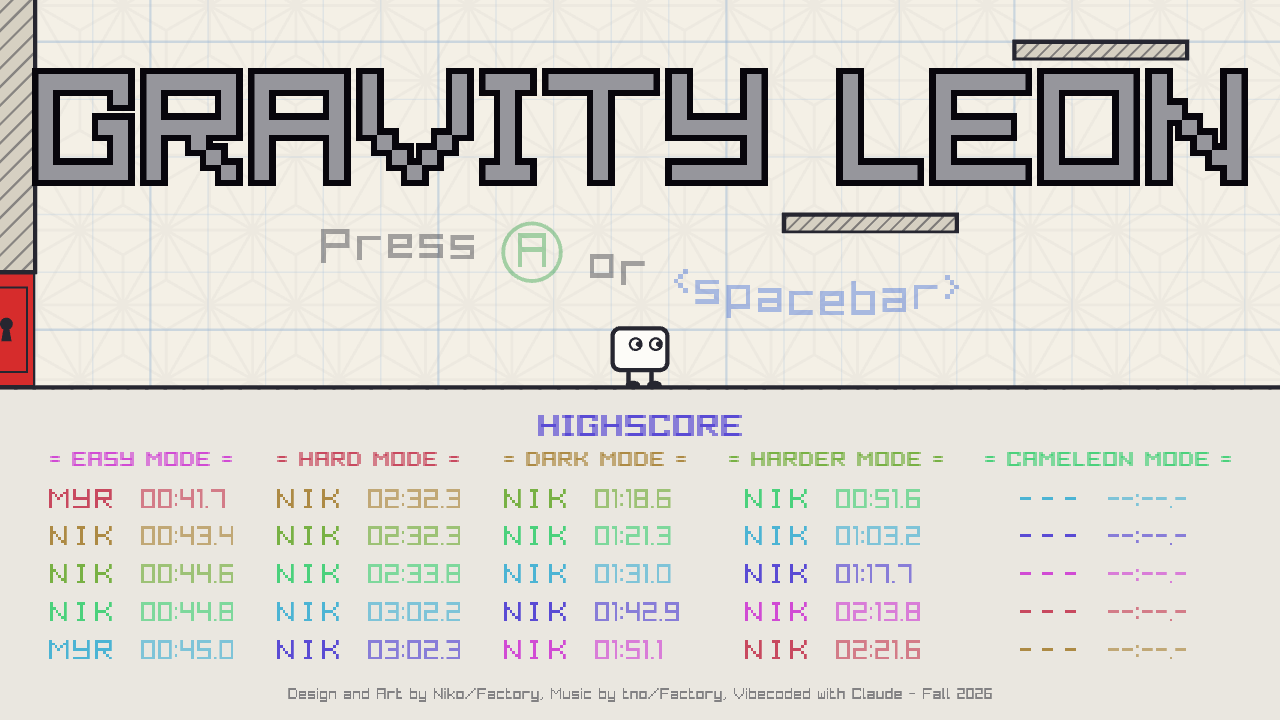 GRAVITY LEON
Press A or <spacebar>
HIGHSCORE
= EASY MODE = = HARD MODE = = DARK MODE = = HARDER MODE = = CAMELEON MODE =
MYR 00:41.7 NIK 02:32.3 NIK 01:18.6 NIK 00:51.6 - - - --:--.-
NIK 00:43.4 NIK 02:32.3 NIK 01:21.3 NIK 01:03.2 - - - --:--.-
NIK 00:44.6 NIK 02:33.8 NIK 01:31.0 NIK 01:17.7 - - - --:--.-
NIK 00:44.8 NIK 03:02.2 NIK 01:42.9 NIK 02:13.8 - - - --:--.-
MYR 00:45.0 NIK 03:02.3 NIK 01:51.1 NIK 02:21.6 - - - --:--.-
Design and Art by Niko/Factory, Music by tno/Factory, Vibecoded with Claude - Fall 2026